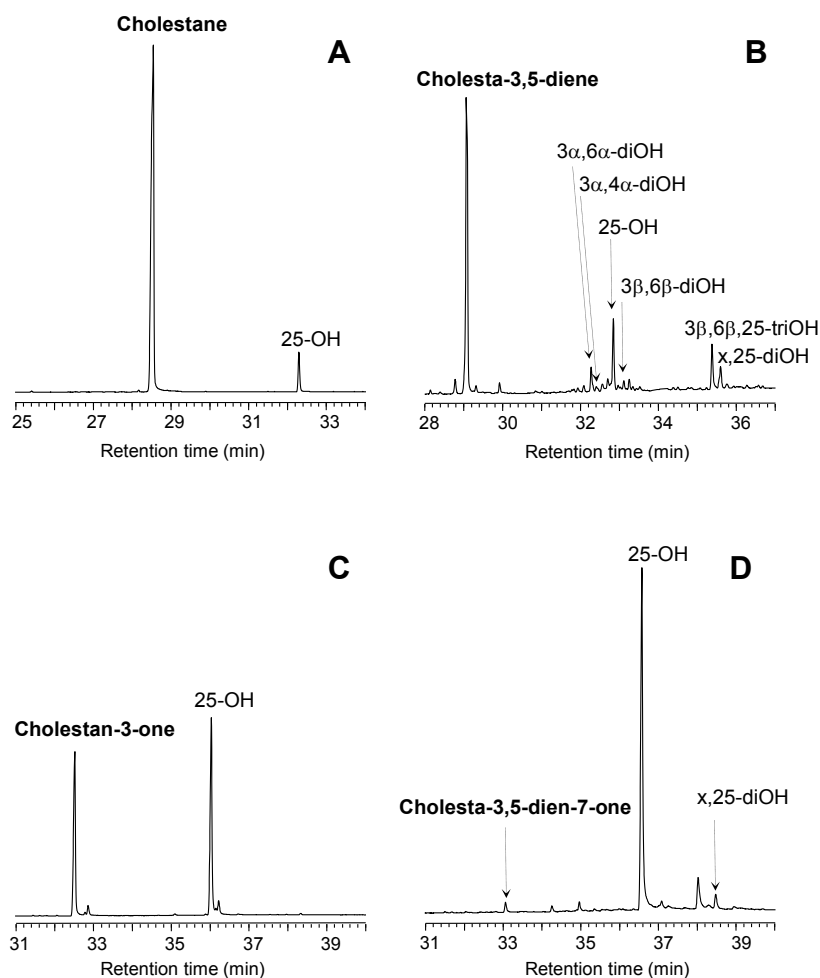 A
Cholestane
25-OH
25 27 29 31 33
Retention time (min)
B
Cholesta-3,5-diene
3α,6α-diOH
3α,4α-diOH
25-OH
3β,6β-diOH
3β,6β,25-triOH
x,25-diOH
28 30 32 34 36
Retention time (min)
C
25-OH
Cholestan-3-one
31 33 35 37 39
Retention time (min)
25-OH
D
x,25-diOH
Cholesta-3,5-dien-7-one
31 33 35 37 39
Retention time (min)